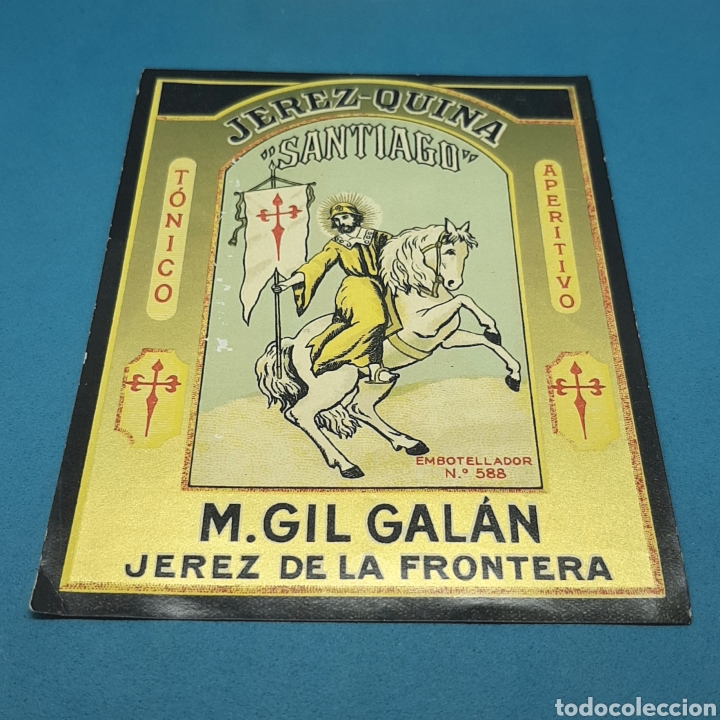 JEREZ-QUINA
"SANTIAGO"
TÓNICO
APERITIVO
EMBOTELLADOR
N.º 588
M. GIL GALÁN
JEREZ DE LA FRONTERA
todocoleccion